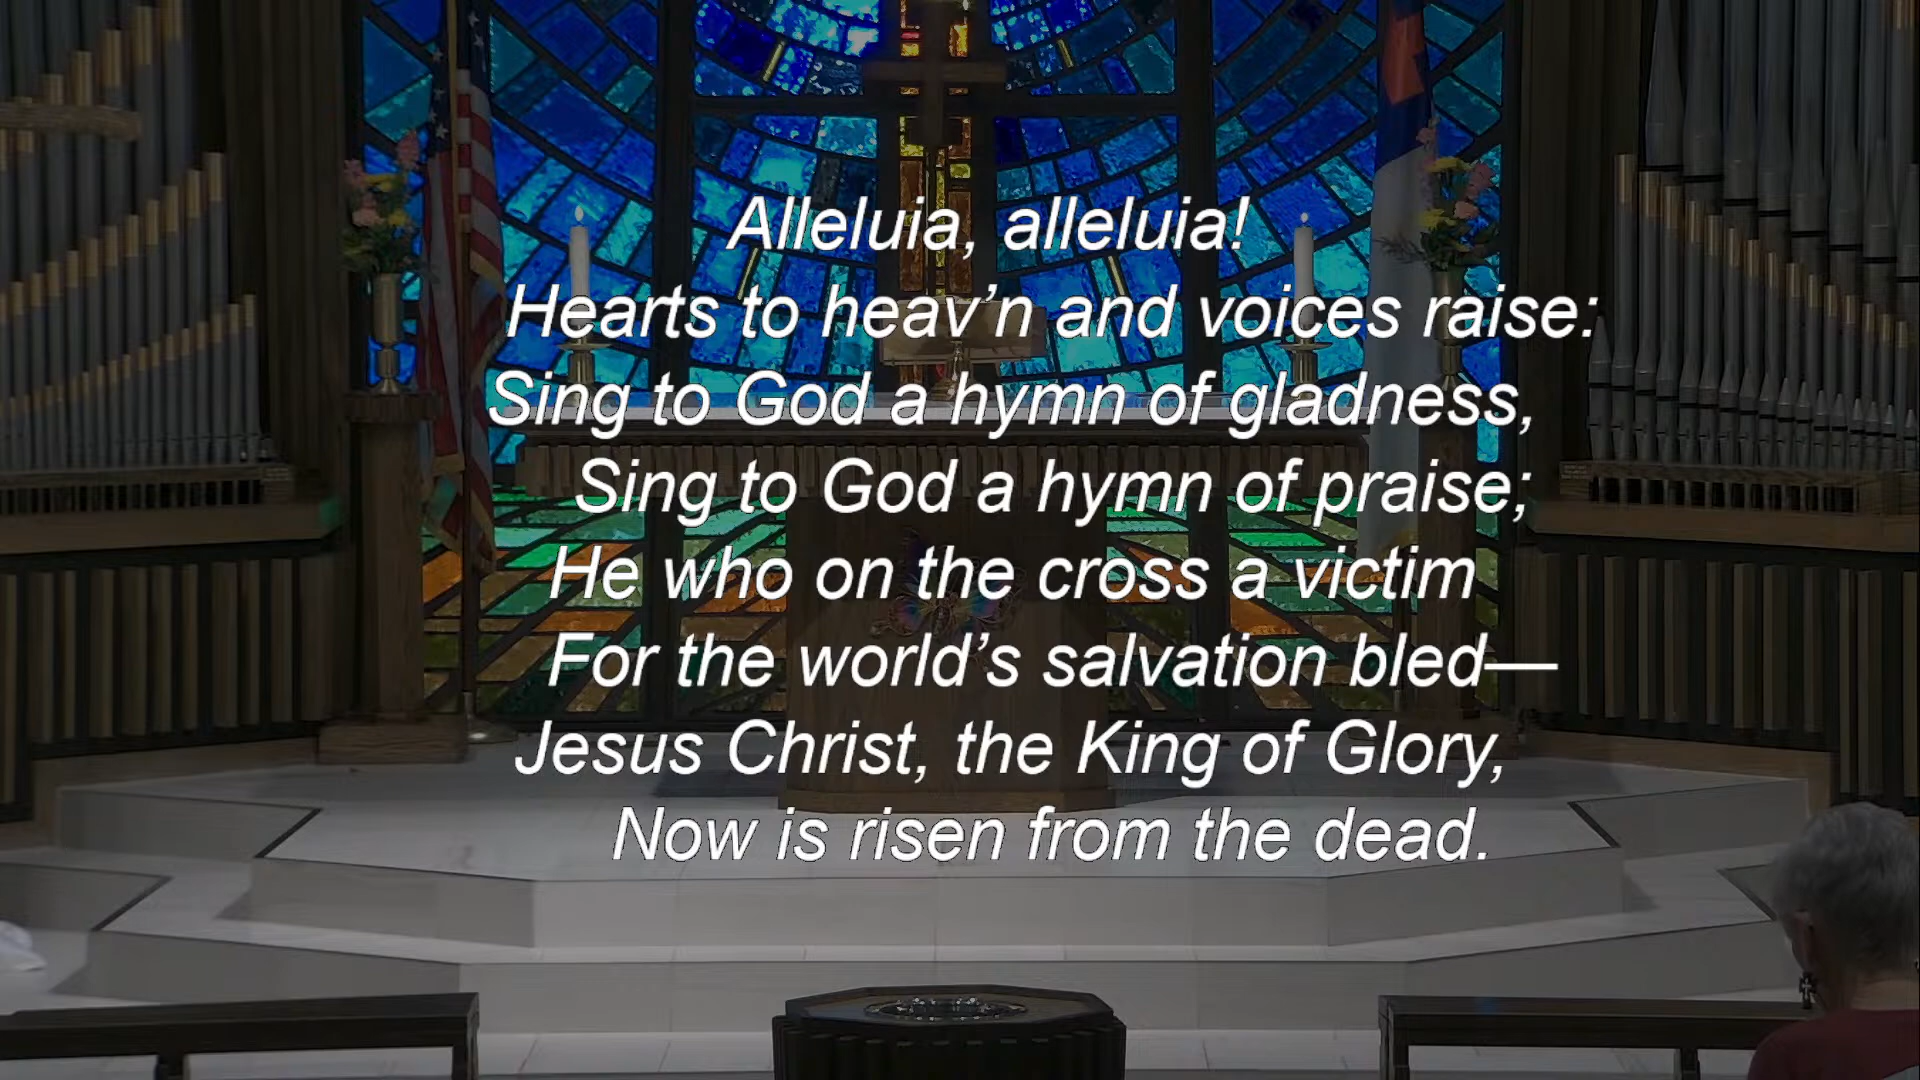 Alleluia, alleluia!
Hearts to heav’n and voices raise:
Sing to God a hymn of gladness,
Sing to God a hymn of praise;
He who on the cross a victim
For the world’s salvation bled—
Jesus Christ, the King of Glory,
Now is risen from the dead.